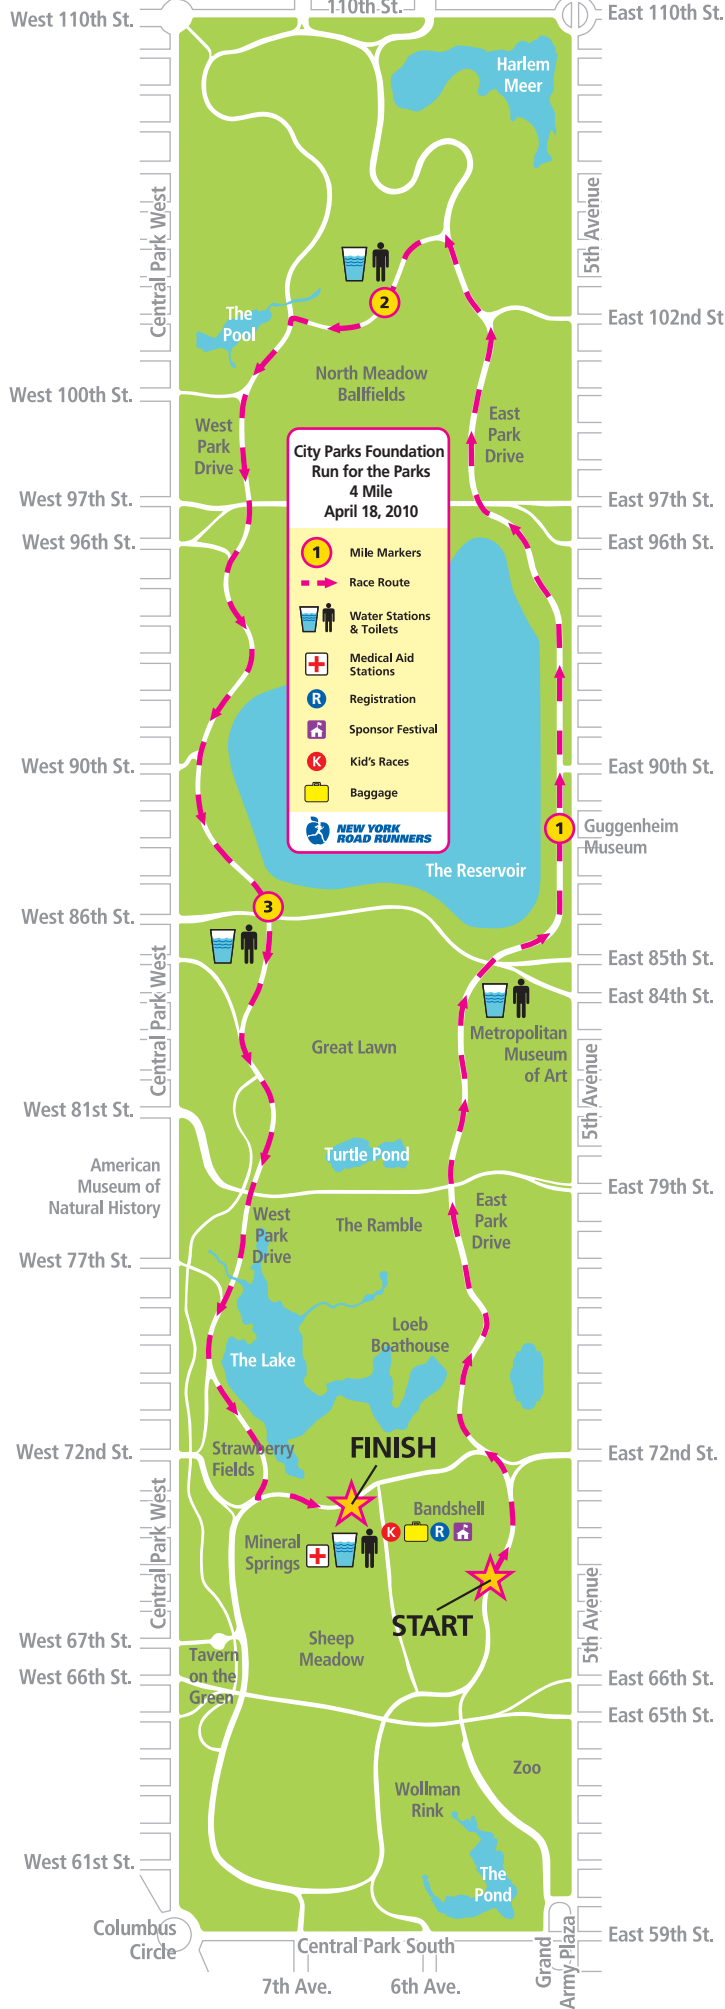 110th St.
West 110th St.
East 110th St.
Harlem
Meer
Central Park West
5th Avenue
2
The
Pool
East 102nd St
North Meadow
Ballfields
West 100th St.
West
Park
Drive
East
Park
Drive
City Parks Foundation
Run for the Parks
4 Mile
April 18, 2010
West 97th St.
East 97th St.
West 96th St.
East 96th St.
1 Mile Markers
Race Route
Water Stations
& Toilets
Medical Aid
Stations
R Registration
Sponsor Festival
K Kid's Races
Baggage
NEW YORK
ROAD RUNNERS
West 90th St.
East 90th St.
1
Guggenheim
Museum
The Reservoir
3
West 86th St.
East 85th St.
East 84th St.
Central Park West
Metropolitan
Museum
of Art
Great Lawn
5th Avenue
West 81st St.
Turtle Pond
American
Museum of
Natural History
East 79th St.
West
Park
Drive
The Ramble
East
Park
Drive
West 77th St.
Loeb
Boathouse
The Lake
FINISH
West 72nd St.
Strawberry
Fields
East 72nd St.
Central Park West
Bandshell
K R
Mineral
Springs
START
5th Avenue
West 67th St.
Sheep
Meadow
Tavern
on the
Green
West 66th St.
East 66th St.
East 65th St.
Zoo
Wollman
Rink
West 61st St.
The
Pond
Columbus
Circle
Central Park South
Grand
Army Plaza
East 59th St.
7th Ave.
6th Ave.